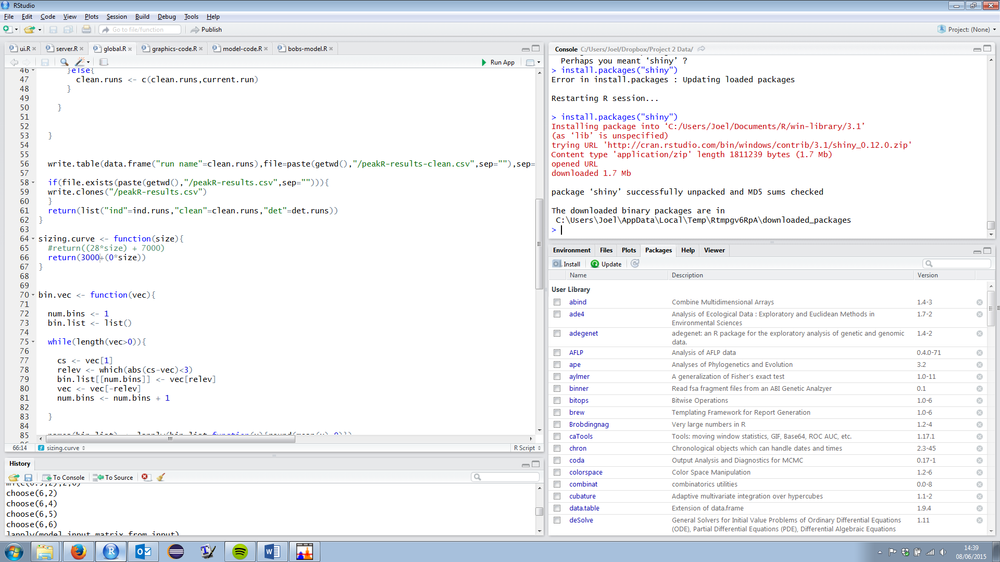 RStudio
File Edit Code View Plots Session Build Debug Tools Help
Go to file/function Publish Project: (None)
ui.R server.R global.R graphics-code.R model-code.R bobs-model.R
Run App
46 }else{
47 clean.runs <- c(clean.runs,current.run)
48 }
49
50 }
51
52
53 }
54
55
56 write.table(data.frame("run name"=clean.runs),file=paste(getwd(),"/peakR-results-clean.csv",sep=""),sep=
57
58 if(file.exists(paste(getwd(),"/peakR-results.csv",sep=""))){
59 write.clones("/peakR-results.csv")
60 }
61 return(list("ind"=ind.runs,"clean"=clean.runs,"det"=det.runs))
62 }
63
64 sizing.curve <- function(size){
65 #return((28*size) + 7000)
66 return(3000+(0*size))
67 }
68
69
70 bin.vec <- function(vec){
71
72 num.bins <- 1
73 bin.list <- list()
74
75 while(length(vec>0)){
76
77 cs <- vec[1]
78 relev <- which(abs(cs-vec)<3)
79 bin.list[[num.bins]] <- vec[relev]
80 vec <- vec[-relev]
81 num.bins <- num.bins + 1
82
83 }
84
85
66:14 sizing.curve R Script
History
To Console To Source
choose(6,2)
choose(6,4)
choose(6,5)
choose(6,6)
lapply(model.input.matrix.from.input)
Console C:/Users/Joel/Dropbox/Project 2 Data/
Perhaps you meant ‘shiny’ ?
> install.packages("shiny")
Error in install.packages : Updating loaded packages
Restarting R session...
> install.packages("shiny")
Installing package into ‘C:/Users/Joel/Documents/R/win-library/3.1’
(as ‘lib’ is unspecified)
trying URL 'http://cran.rstudio.com/bin/windows/contrib/3.1/shiny_0.12.0.zip'
Content type 'application/zip' length 1811239 bytes (1.7 Mb)
opened URL
downloaded 1.7 Mb
package ‘shiny’ successfully unpacked and MD5 sums checked
The downloaded binary packages are in
C:\Users\Joel\AppData\Local\Temp\Rtmpgv6RpA\downloaded_packages
>
Environment Files Plots Packages Help Viewer
Install Update
Name Description Version
User Library
abind Combine Multidimensional Arrays 1.4-3
ade4 Analysis of Ecological Data : Exploratory and Euclidean Methods in 1.7-2
Environmental Sciences
adegenet adegenet: an R package for the exploratory analysis of genetic and genomic 1.4-2
data.
AFLP Analysis of AFLP data 0.4.0-71
ape Analyses of Phylogenetics and Evolution 3.2
aylmer A generalization of Fisher's exact test 1.0-11
binner Read fsa fragment files from an ABI Genetic Analzyer 0.1
bitops Bitwise Operations 1.0-6
brew Templating Framework for Report Generation 1.0-6
Brobdingnag Very large numbers in R 1.2-4
caTools Tools: moving window statistics, GIF, Base64, ROC AUC, etc. 1.17.1
chron Chronological objects which can handle dates and times 2.3-45
coda Output Analysis and Diagnostics for MCMC 0.17-1
colorspace Color Space Manipulation 1.2-6
combinat combinatorics utilities 0.0-8
cubature Adaptive multivariate integration over hypercubes 1.1-2
data.table Extension of data.frame 1.9.4
deSolve General Solvers for Initial Value Problems of Ordinary Differential Equations 1.11
(ODE), Partial Differential Equations (PDE), Differential Algebraic Equations
14:39
08/06/2015